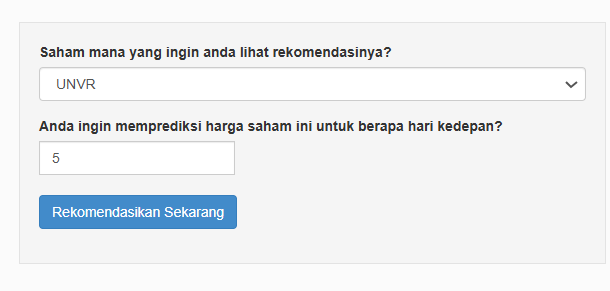 Saham mana yang ingin anda lihat rekomendasinya?
UNVR
Anda ingin memprediksi harga saham ini untuk berapa hari kedepan?
5
Rekomendasikan Sekarang